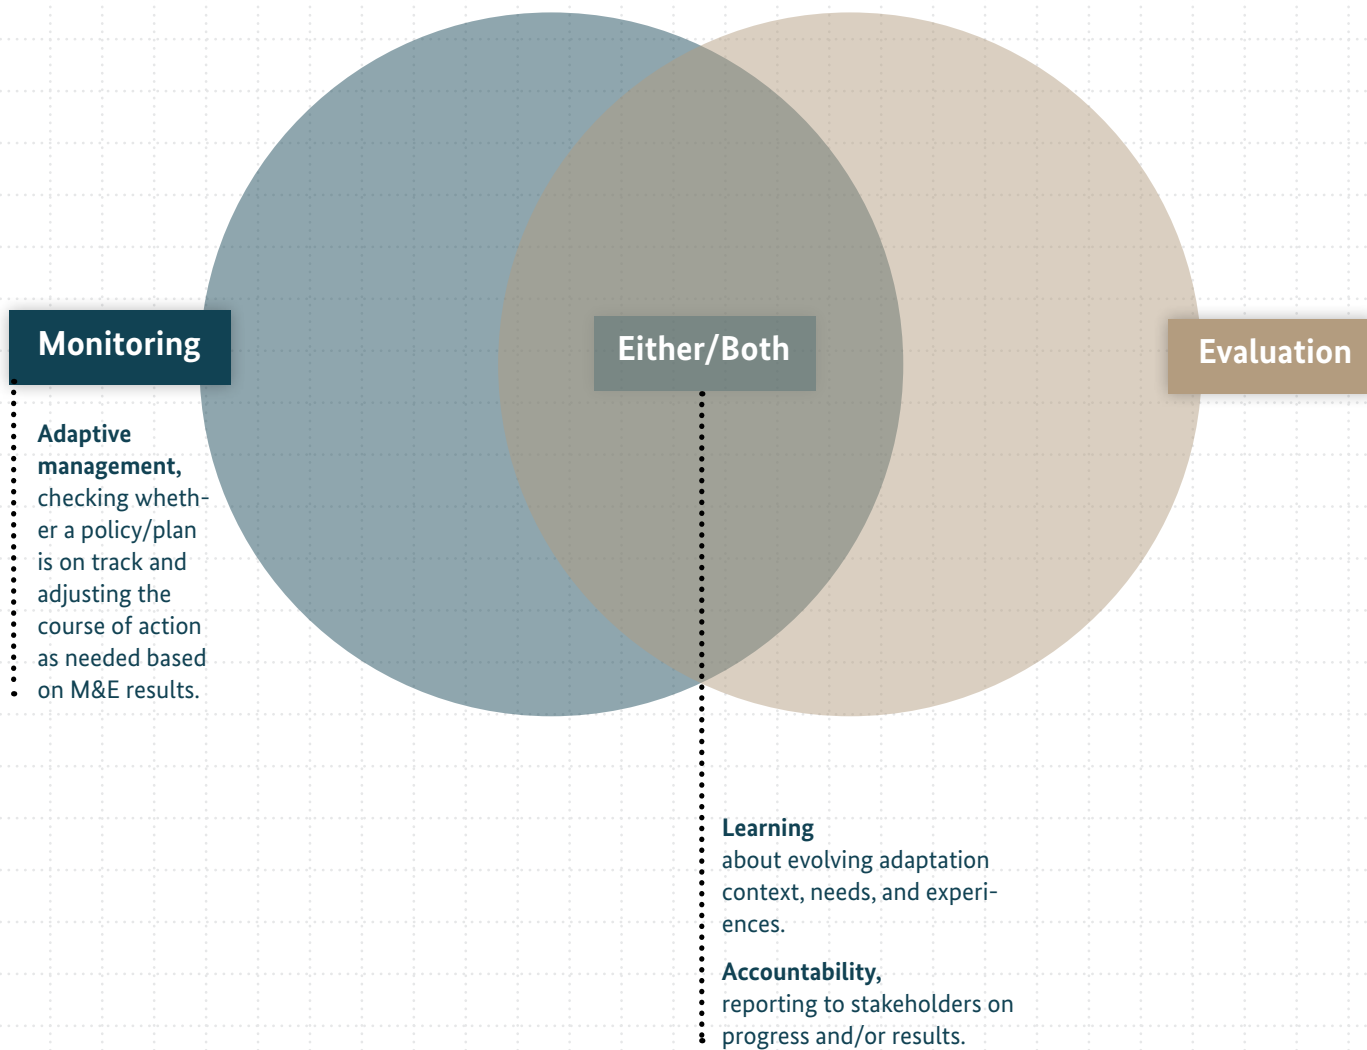 Monitoring
Either/Both
Evaluation
Adaptive
management,
checking wheth-
er a policy/plan
is on track and
adjusting the
course of action
as needed based
on M&E results.
Learning
about evolving adaptation
context, needs, and experi-
ences.
Accountability,
reporting to stakeholders on
progress and/or results.